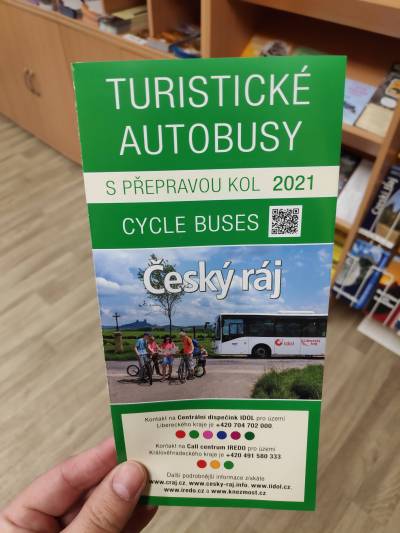 TURISTICKÉ
AUTOBUSY
S PŘEPRAVOU KOL 2021
CYCLE BUSES
Český ráj
idol
Kontakt na Centrální dispečink IDOL pro území
Libereckého kraje je +420 704 702 000
Kontakt na Call centrum IREDO pro území
Královéhradeckého kraje je +420 491 580 333
Další podrobnější informace získáte
www.craj.cz, www.cesky-raj.info, www.iidol.cz,
www.iredo.cz a www.knezmost.cz